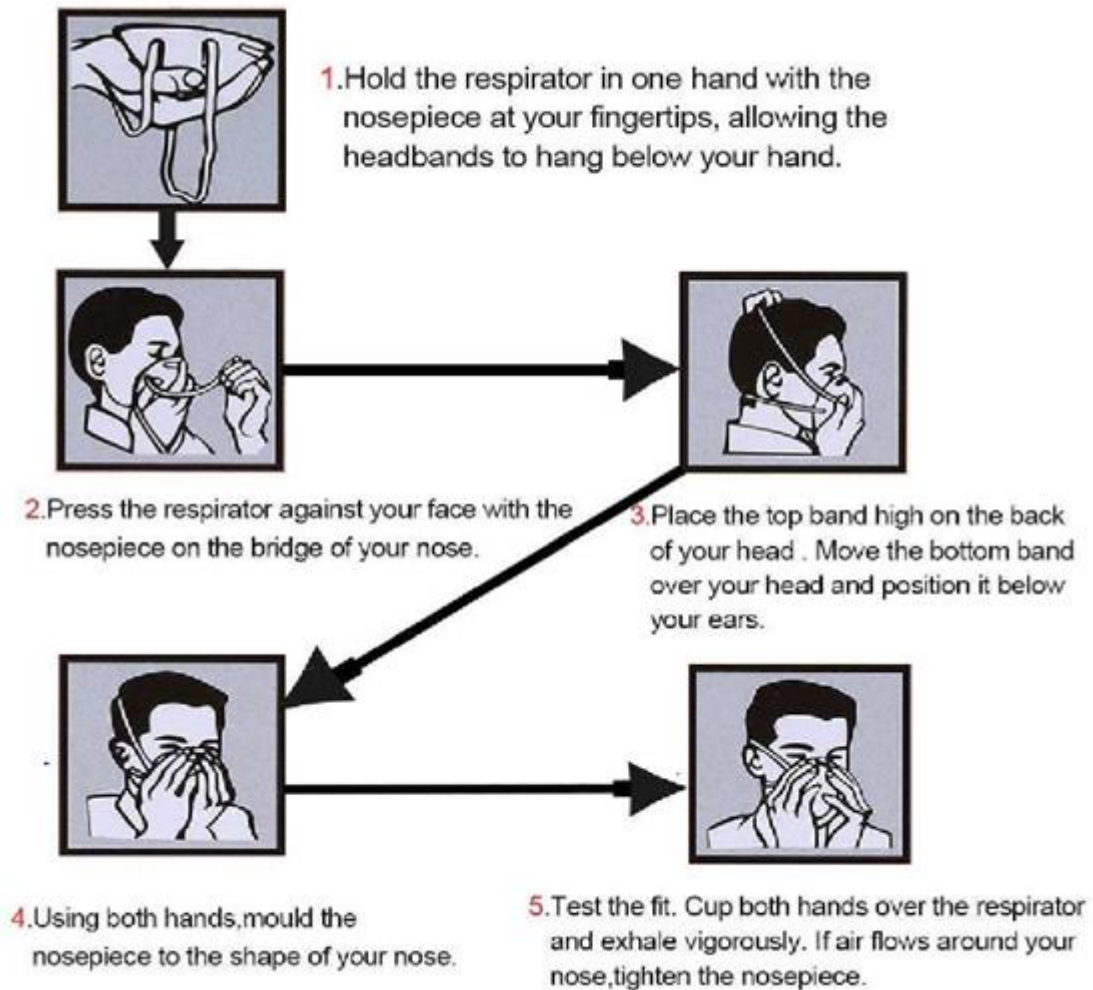 1.Hold the respirator in one hand with the
nosepiece at your fingertips, allowing the
headbands to hang below your hand.
2.Press the respirator against your face with the
nosepiece on the bridge of your nose.
3.Place the top band high on the back
of your head . Move the bottom band
over your head and position it below
your ears.
4.Using both hands,mould the
nosepiece to the shape of your nose.
5.Test the fit. Cup both hands over the respirator
and exhale vigorously. If air flows around your
nose,tighten the nosepiece.